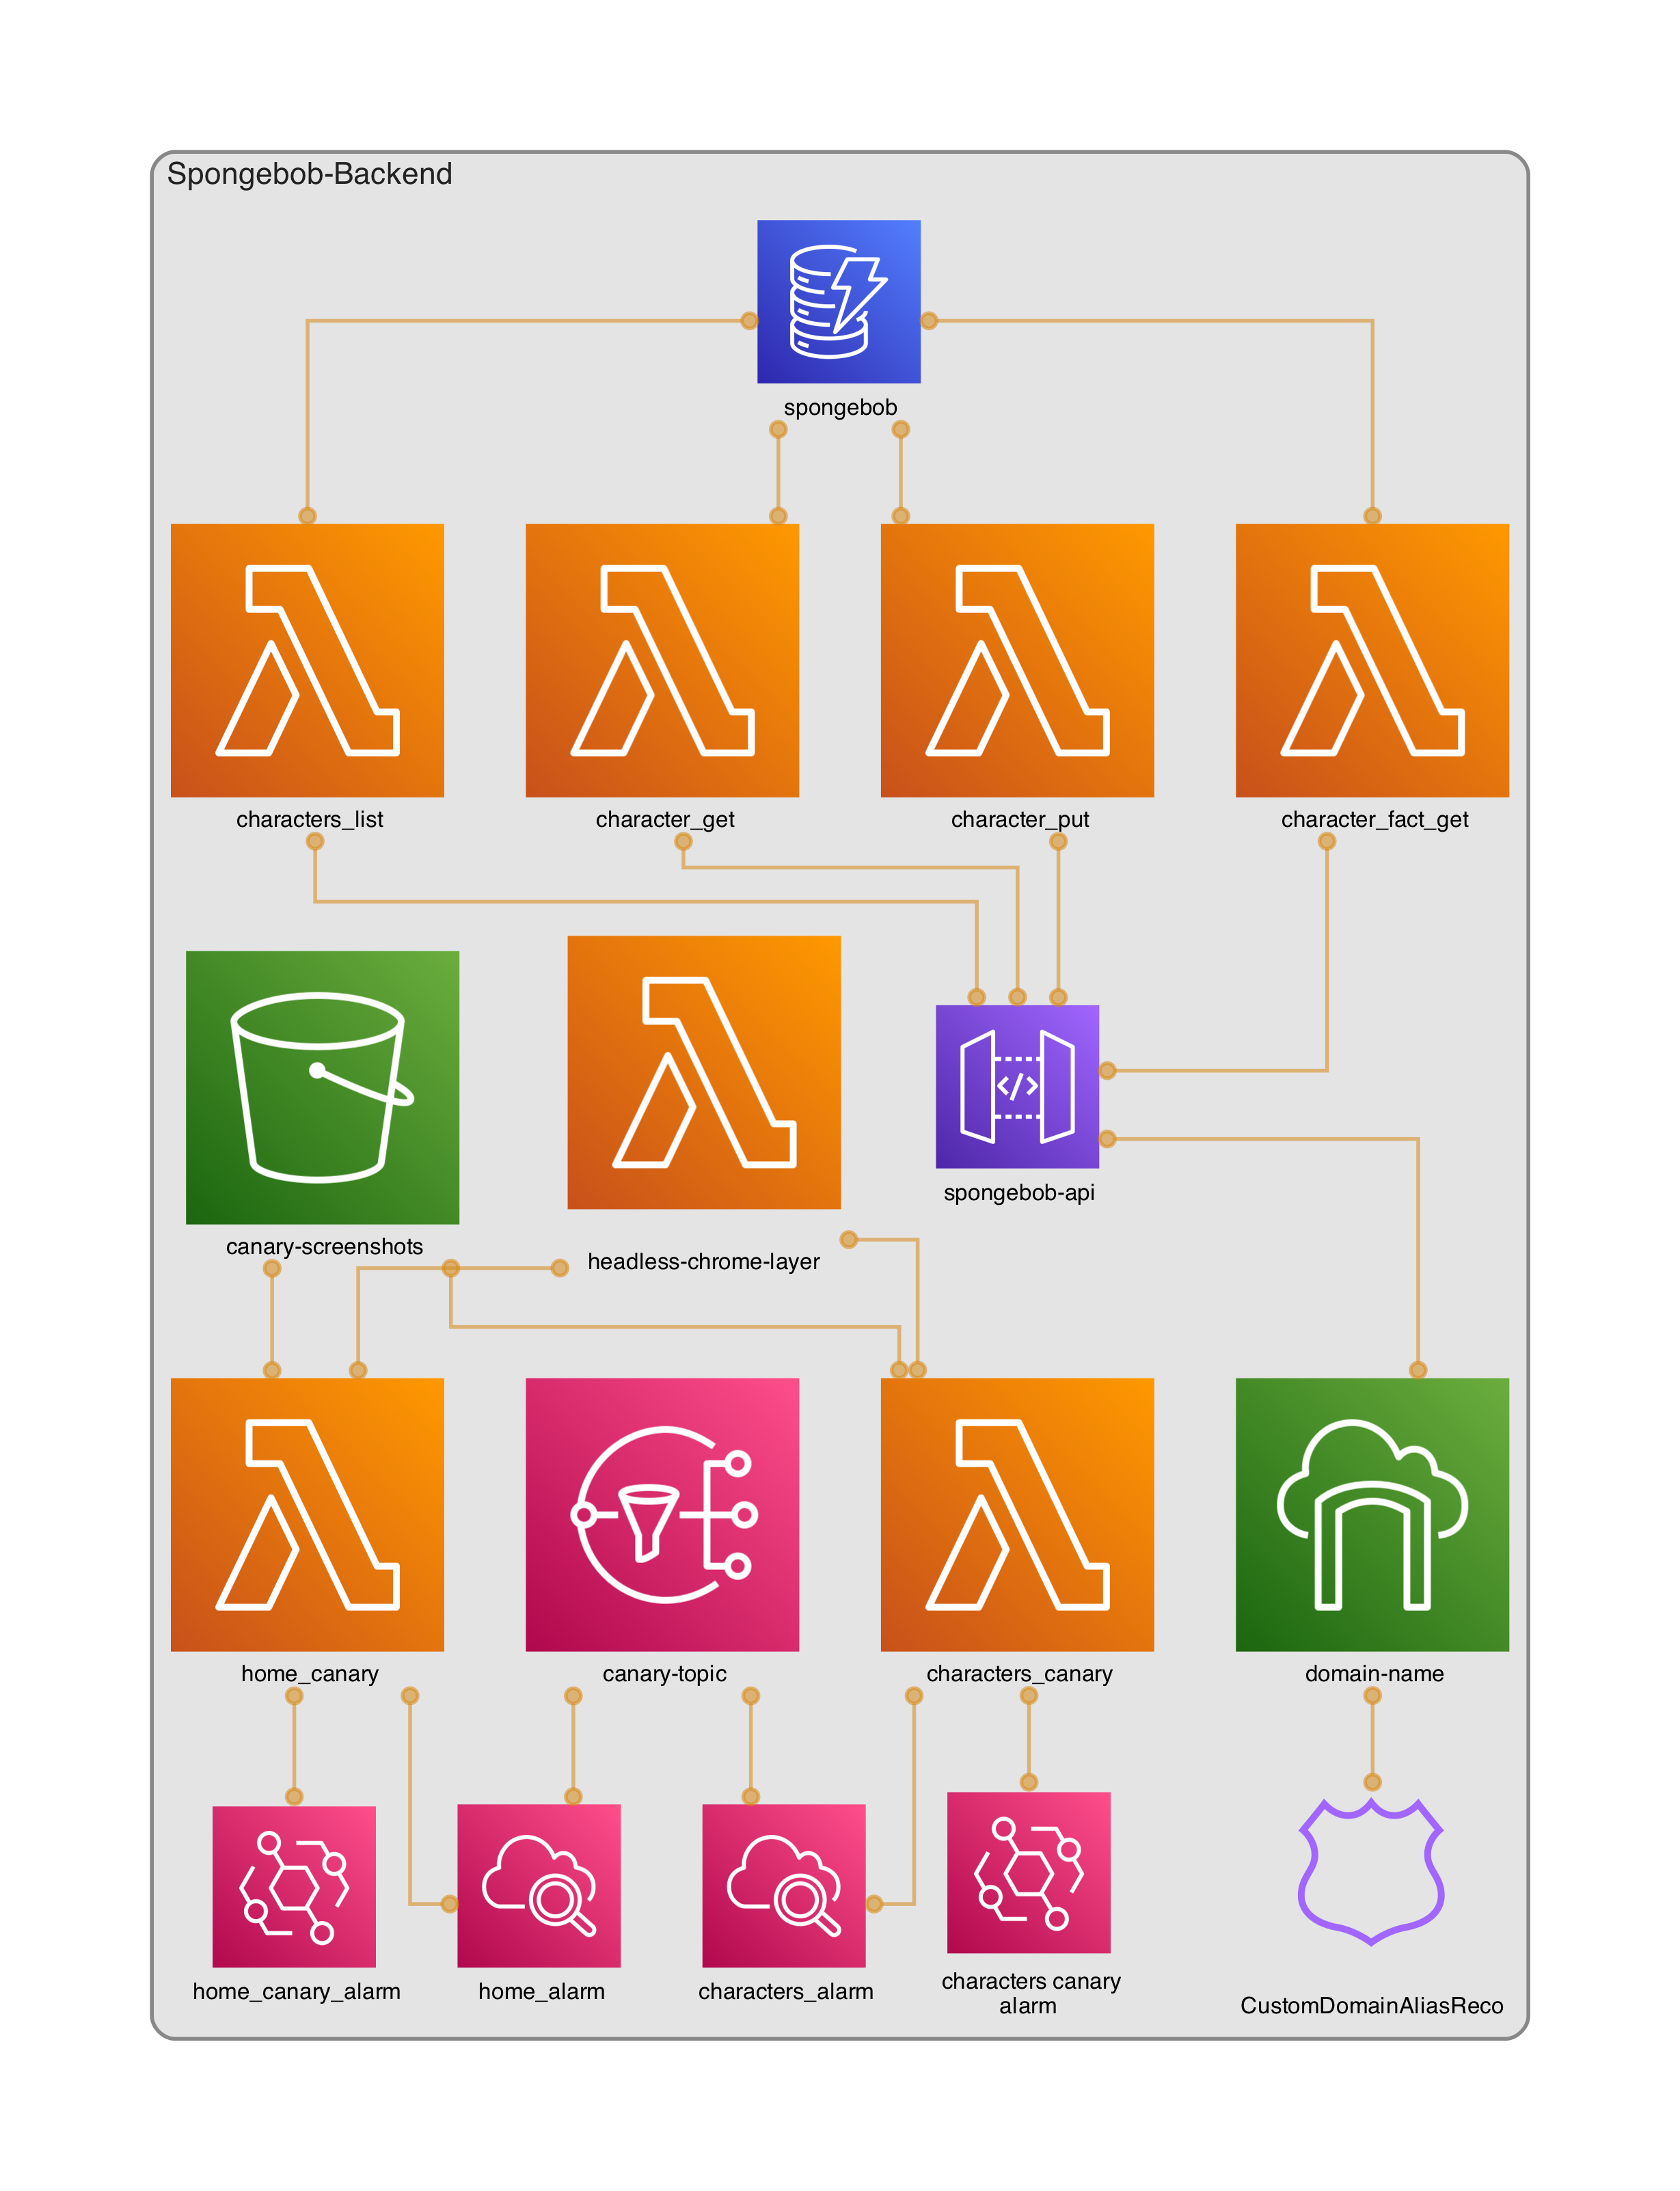 Spongebob-Backend
spongebob
characters_list
character_get
character_put
character_fact_get
</>
spongebob-api
canary-screenshots
headless-chrome-layer
home_canary
canary-topic
characters_canary
domain-name
home_canary_alarm
home_alarm
characters_alarm
characters canary
alarm
CustomDomainAliasReco